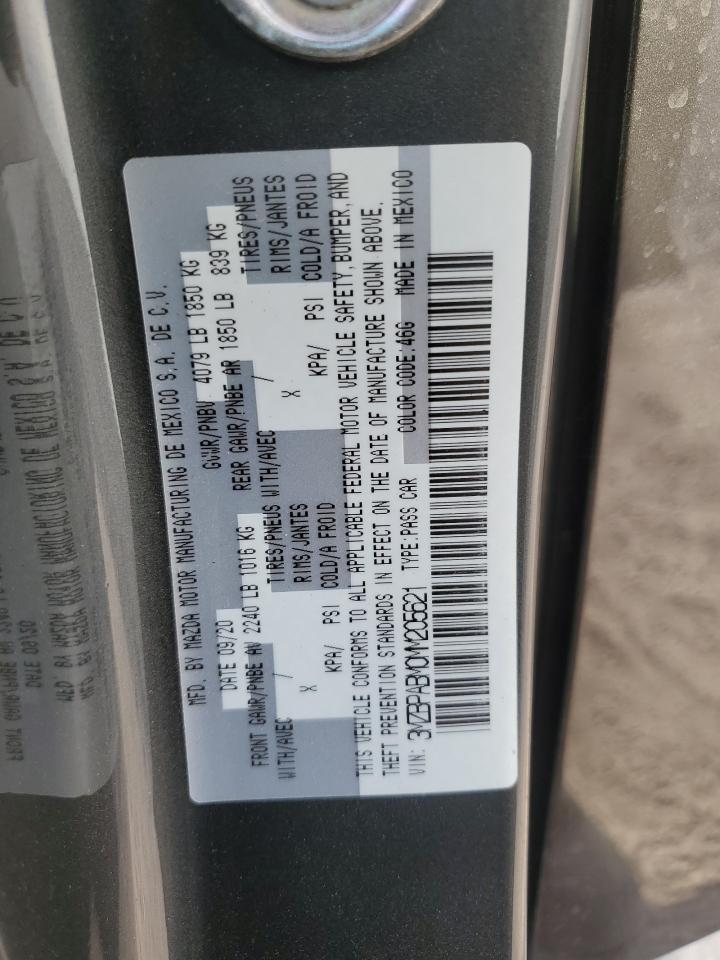 MFD. BY MAZDA MOTOR MANUFACTURING DE MEXICO S.A. DE C.V.
DATE 09/20 GVWR/PNBV 4079 LB 1850 KG
FRONT GAWR/PNBE AV 2240 LB 1016 KG REAR GAWR/PNBE AR 1850 LB 839 KG
WITH/AVEC / TIRES/PNEUS WITH/AVEC / TIRES/PNEUS
X RIMS/JANTES X RIMS/JANTES
KPA/ PSI COLD/A FROID KPA/ PSI COLD/A FROID
THIS VEHICLE CONFORMS TO ALL APPLICABLE FEDERAL MOTOR VEHICLE SAFETY, BUMPER, AND
THEFT PREVENTION STANDARDS IN EFFECT ON THE DATE OF MANUFACTURE SHOWN ABOVE.
VIN: 3MZBPABM0MM205621 TYPE:PASS CAR COLOR CODE:46G MADE IN MEXICO